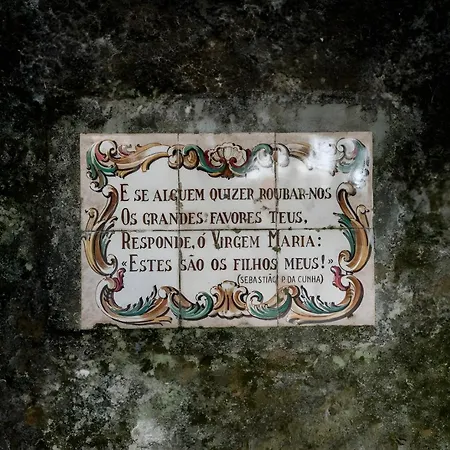 E se alguem quizer roubar-nos
Os grandes favores teus,
Responde, ó Virgem Maria:
«Estes são os filhos meus!»
(Sebastião P. da Cunha)